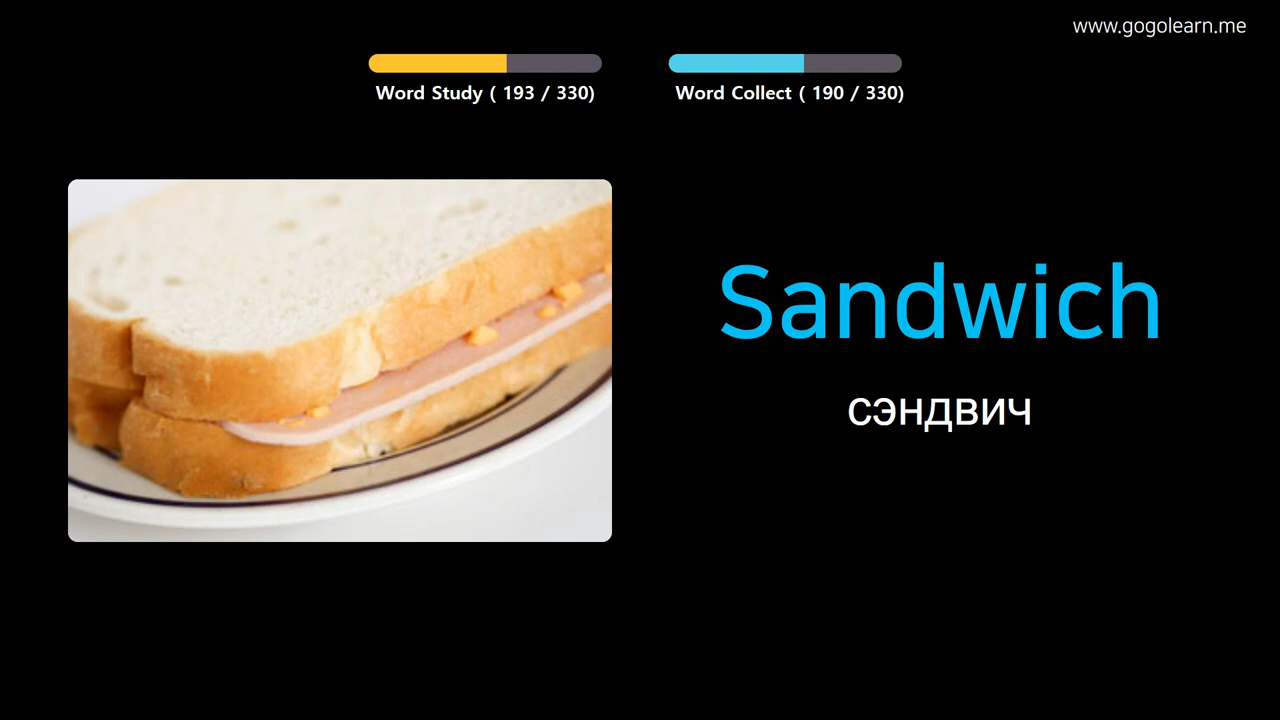 www.gogolearn.me
Word Study ( 193 / 330)
Word Collect ( 190 / 330)
Sandwich
сэндвич